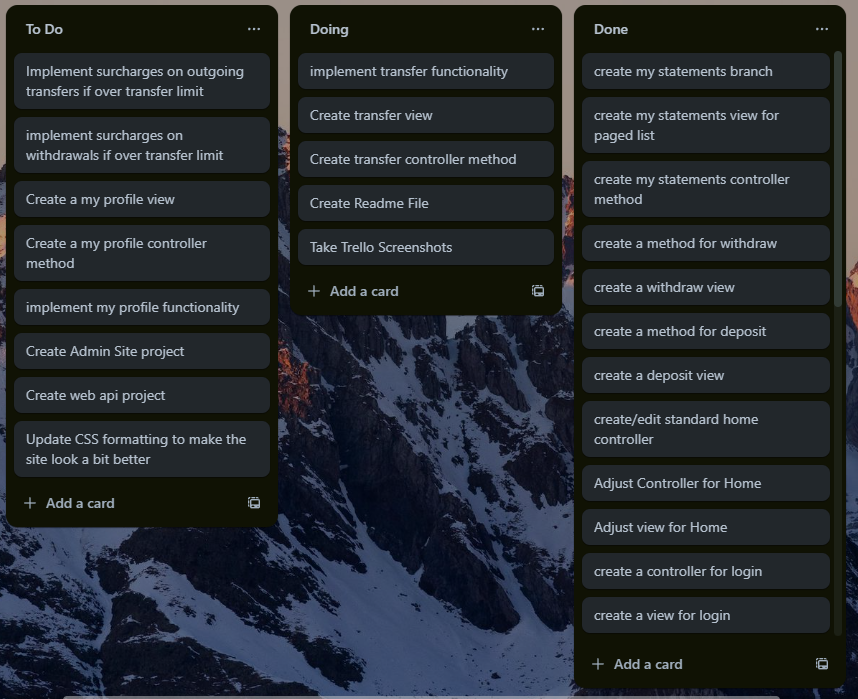 To Do
Implement surcharges on outgoing
transfers if over transfer limit
implement surcharges on
withdrawals if over transfer limit
Create a my profile view
Create a my profile controller
method
implement my profile functionality
Create Admin Site project
Create web api project
Update CSS formatting to make the
site look a bit better
+ Add a card
Doing
implement transfer functionality
Create transfer view
Create transfer controller method
Create Readme File
Take Trello Screenshots
+ Add a card
Done
create my statements branch
create my statements view for
paged list
create my statements controller
method
create a method for withdraw
create a withdraw view
create a method for deposit
create a deposit view
create/edit standard home
controller
Adjust Controller for Home
Adjust view for Home
create a controller for login
create a view for login
+ Add a card